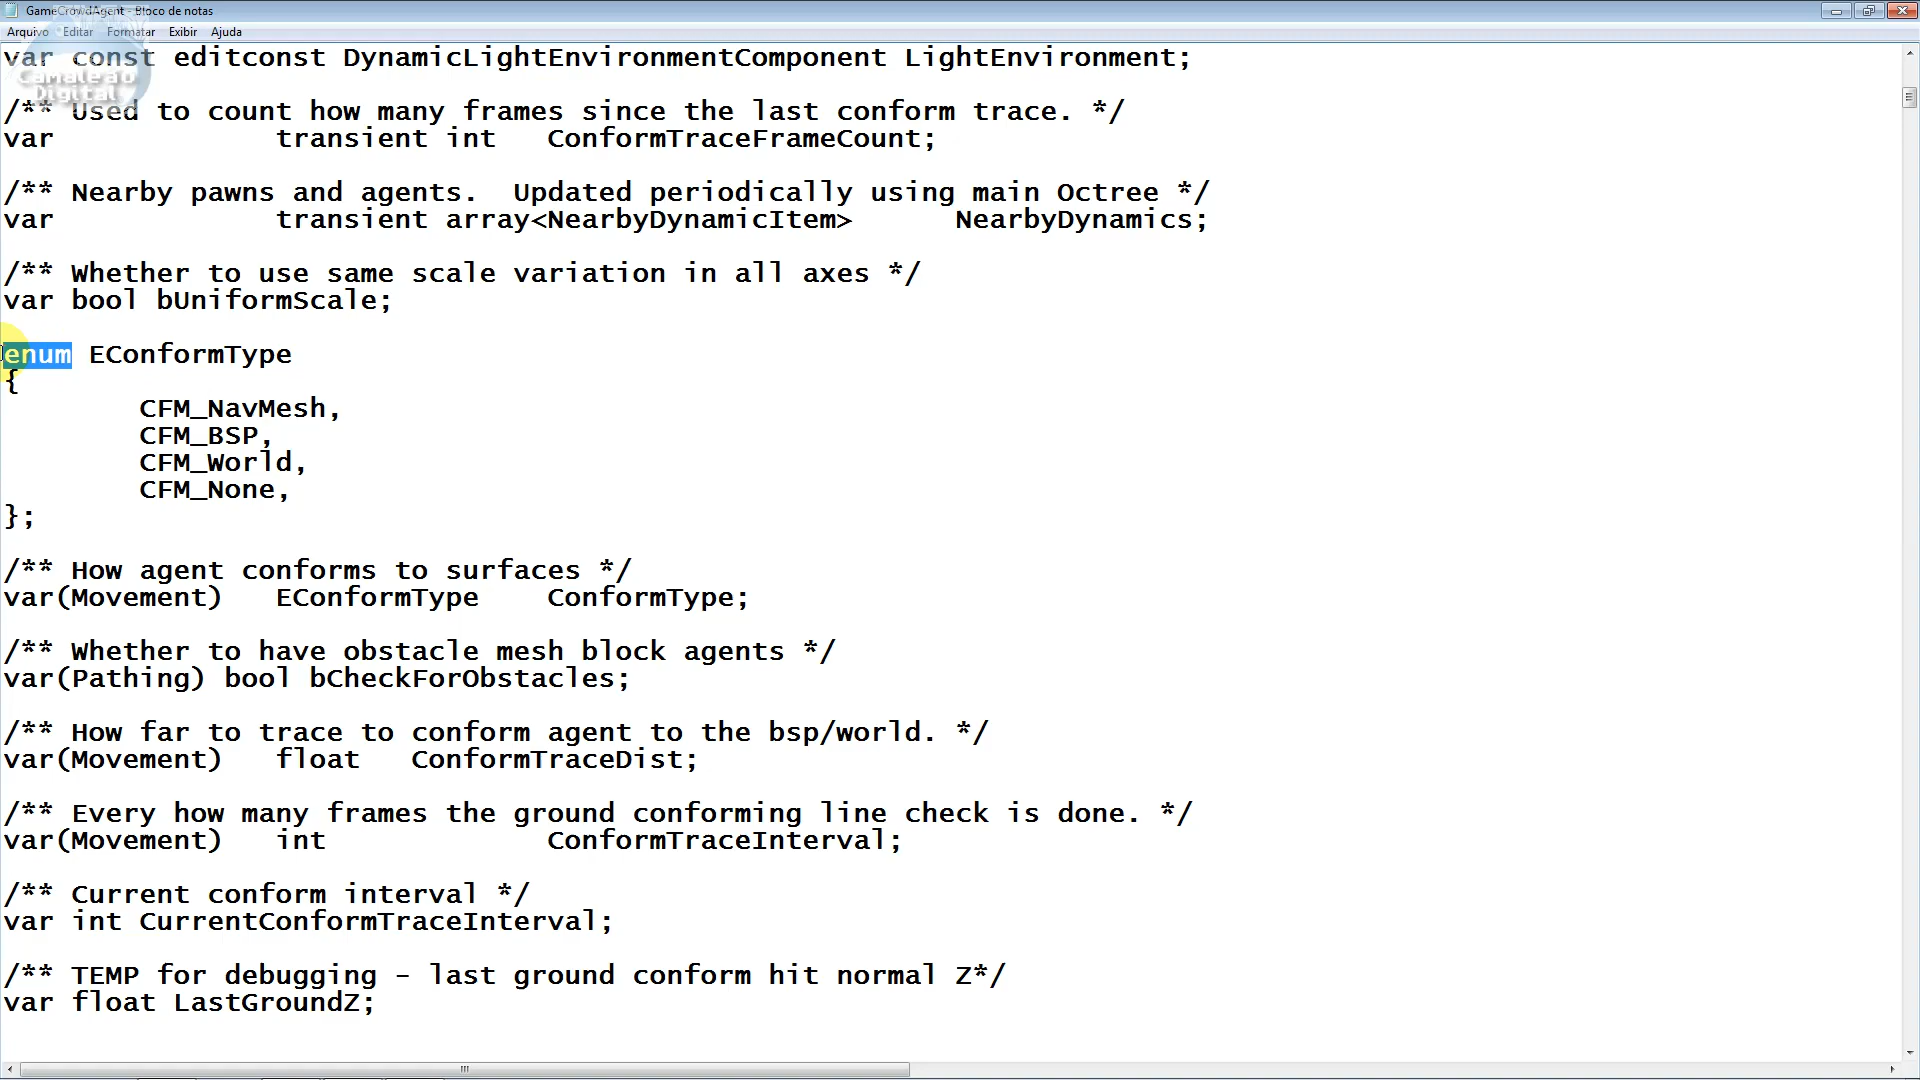 GameCrowdAgent - Bloco de notas
Arquivo Editar Formatar Exibir Ajuda
var const editconst DynamicLightEnvironmentComponent LightEnvironment;
Camaleao
Digital
/** Used to count how many frames since the last conform trace. */
var transient int ConformTraceFrameCount;
/** Nearby pawns and agents.  Updated periodically using main Octree */
var transient array<NearbyDynamicItem> NearbyDynamics;
/** Whether to use same scale variation in all axes */
var bool bUniformScale;
enum EConformType
{
CFM_NavMesh,
CFM_BSP,
CFM_World,
CFM_None,
};
/** How agent conforms to surfaces */
var(Movement) EConformType ConformType;
/** Whether to have obstacle mesh block agents */
var(Pathing) bool bCheckForObstacles;
/** How far to trace to conform agent to the bsp/world. */
var(Movement) float ConformTraceDist;
/** Every how many frames the ground conforming line check is done. */
var(Movement) int ConformTraceInterval;
/** Current conform interval */
var int CurrentConformTraceInterval;
/** TEMP for debugging - last ground conform hit normal Z*/
var float LastGroundZ;